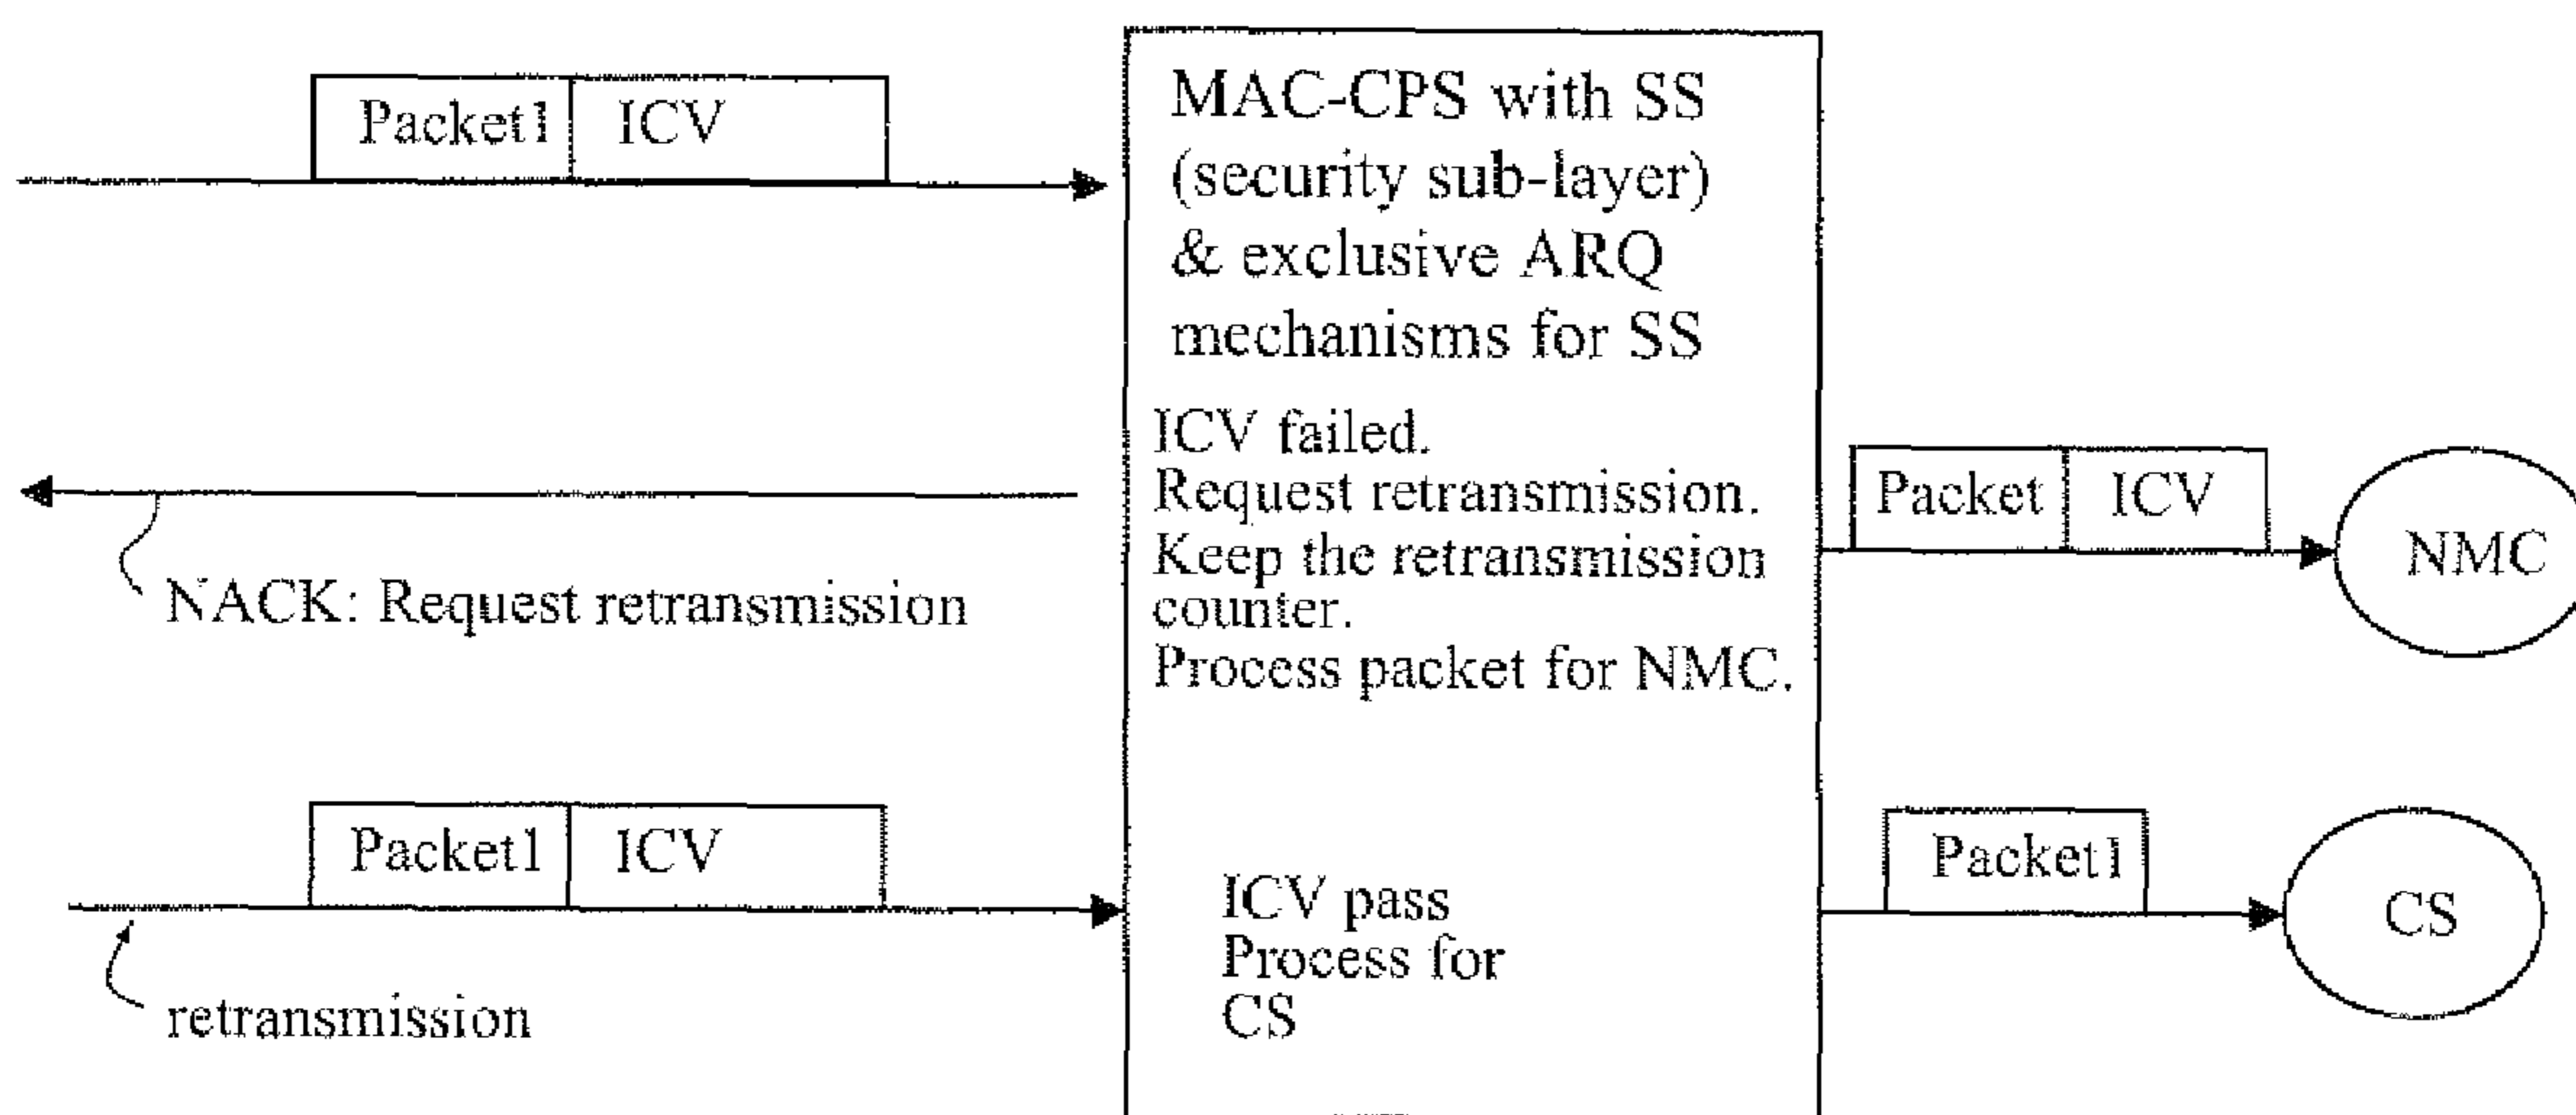 Packet1 ICV
MAC-CPS with SS
(security sub-layer)
& exclusive ARQ
mechanisms for SS
ICV failed.
Request retransmission.
Keep the retransmission
counter.
Process packet for NMC.
NACK: Request retransmission
Packet ICV
NMC
Packet1 ICV
retransmission
ICV pass
Process for
CS
Packet1
CS